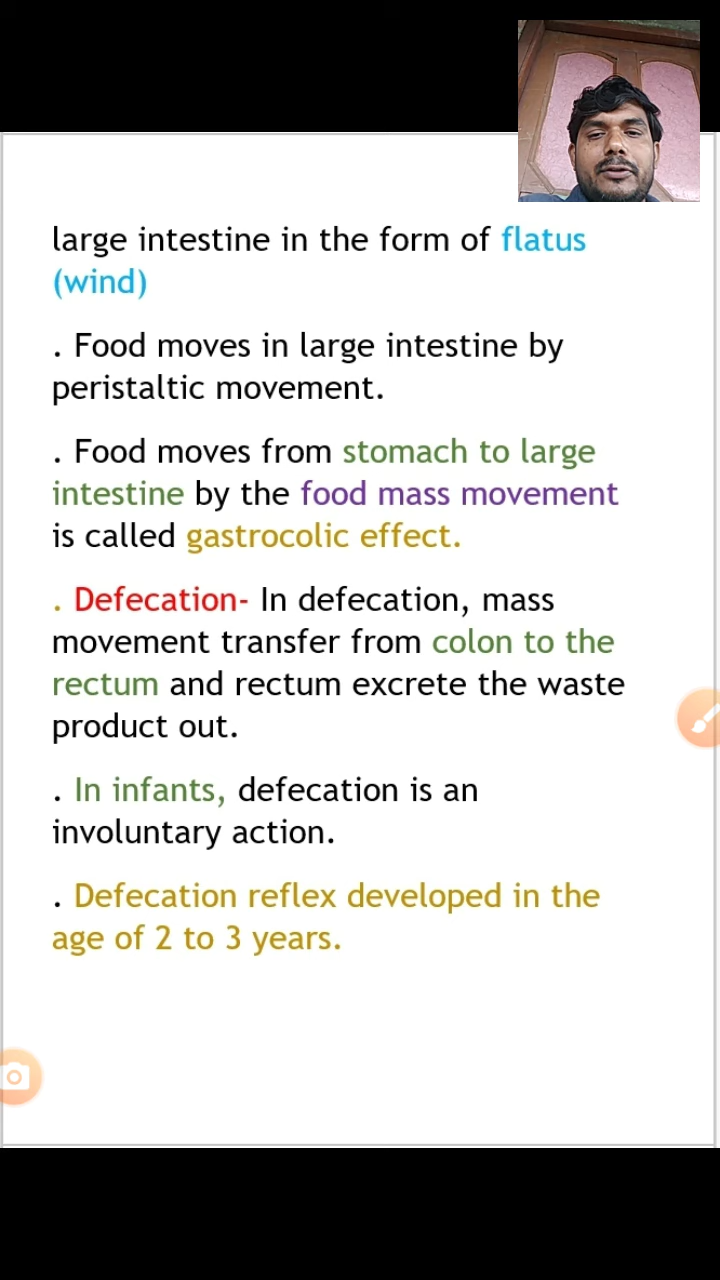 large intestine in the form of flatus
(wind)
. Food moves in large intestine by
peristaltic movement.
. Food moves from stomach to large
intestine by the food mass movement
is called gastrocolic effect.
. Defecation- In defecation, mass
movement transfer from colon to the
rectum and rectum excrete the waste
product out.
. In infants, defecation is an
involuntary action.
. Defecation reflex developed in the
age of 2 to 3 years.